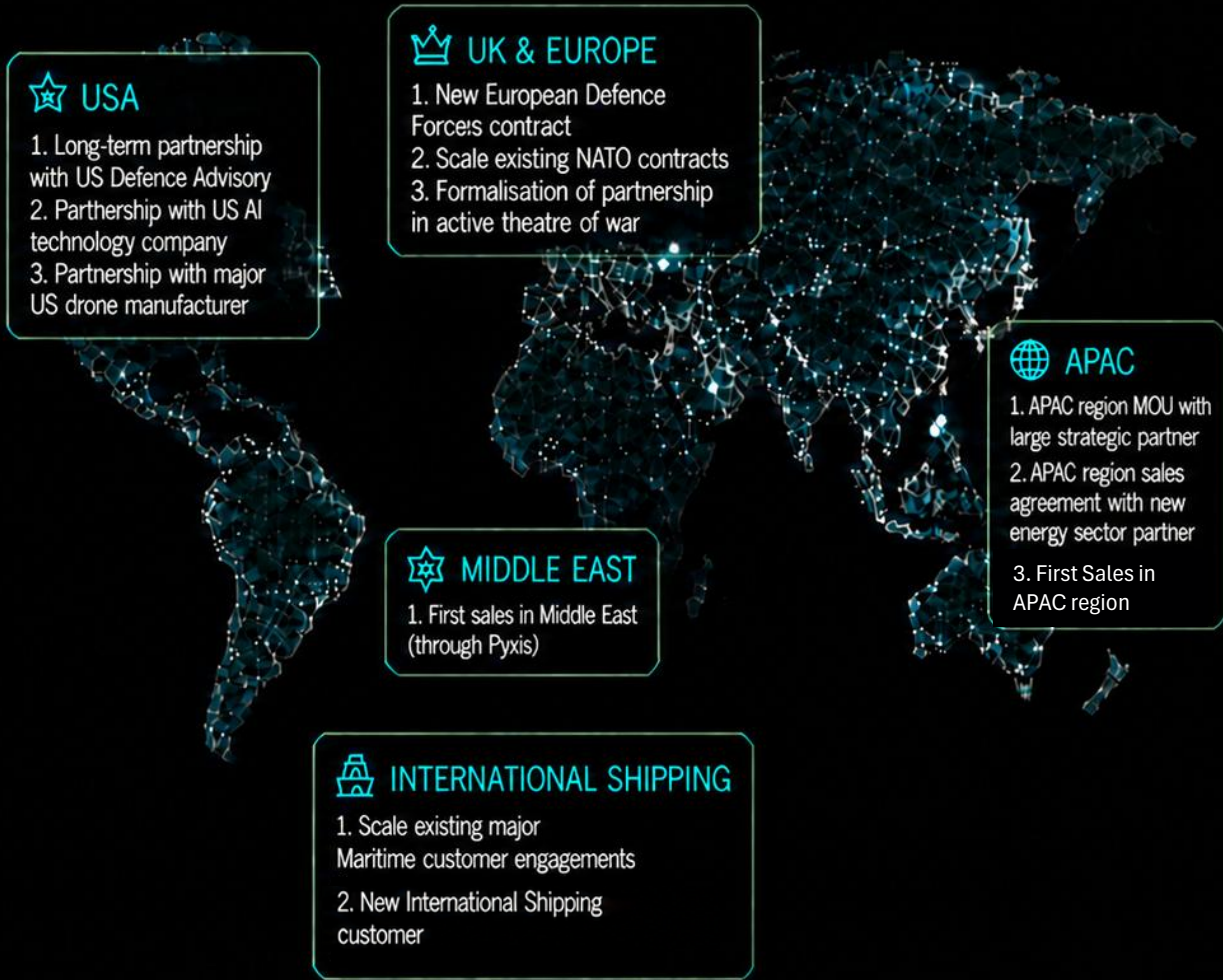 USA
1. Long-term partnership
with US Defence Advisory
2. Parthership with US AI
technology company
3. Partnership with major
US drone manufacturer
UK & EUROPE
1. New European Defence
Forces contract
2. Scale existing NATO contracts
3. Formalisation of partnership
in active theatre of war
APAC
1. APAC region MOU with
large strategic partner
2. APAC region sales
agreement with new
energy sector partner
3. First Sales in
APAC region
MIDDLE EAST
1. First sales in Middle East
(through Pyxis)
INTERNATIONAL SHIPPING
1. Scale existing major
Maritime customer engagements
2. New International Shipping
customer